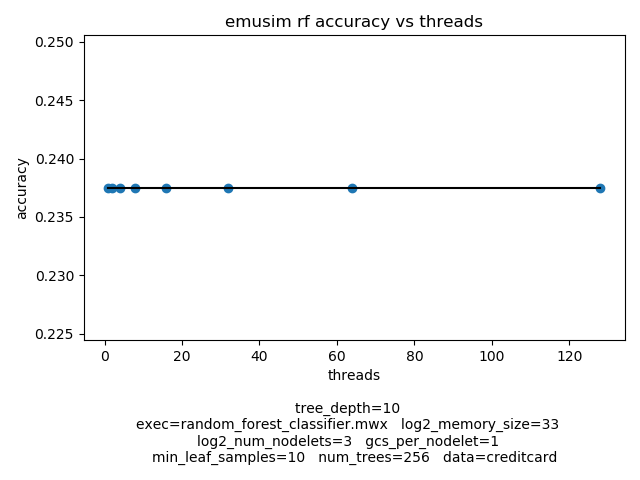 emusim rf accuracy vs threads
0.250
0.245
0.240
0.235
0.230
0.225
accuracy
0 20 40 60 80 100 120
threads
tree_depth=10
exec=random_forest_classifier.mwx log2_memory_size=33
log2_num_nodelets=3 gcs_per_nodelet=1
min_leaf_samples=10 num_trees=256 data=creditcard